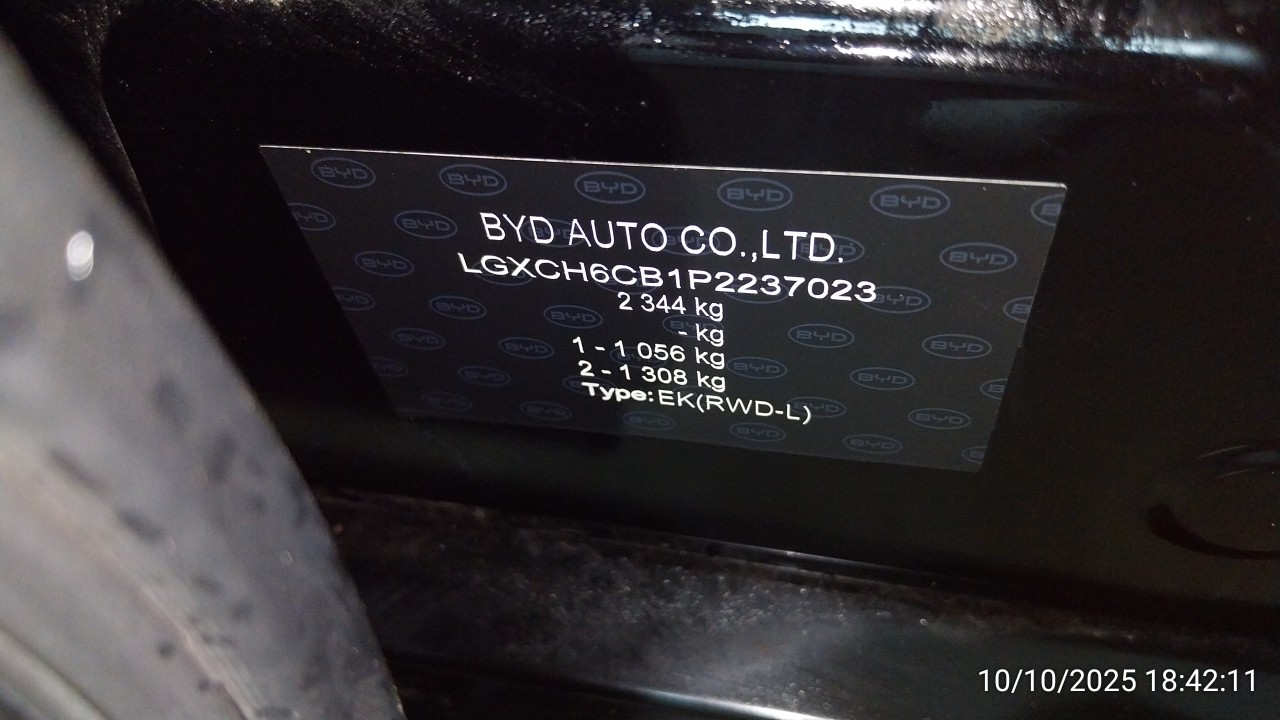 BYD AUTO CO.,LTD.
LGXCH6CB1P2237023
2 344 kg
- kg
1 - 1 056 kg
2 - 1 308 kg
Type:EK(RWD-L)
BYD
10/10/2025 18:42:11